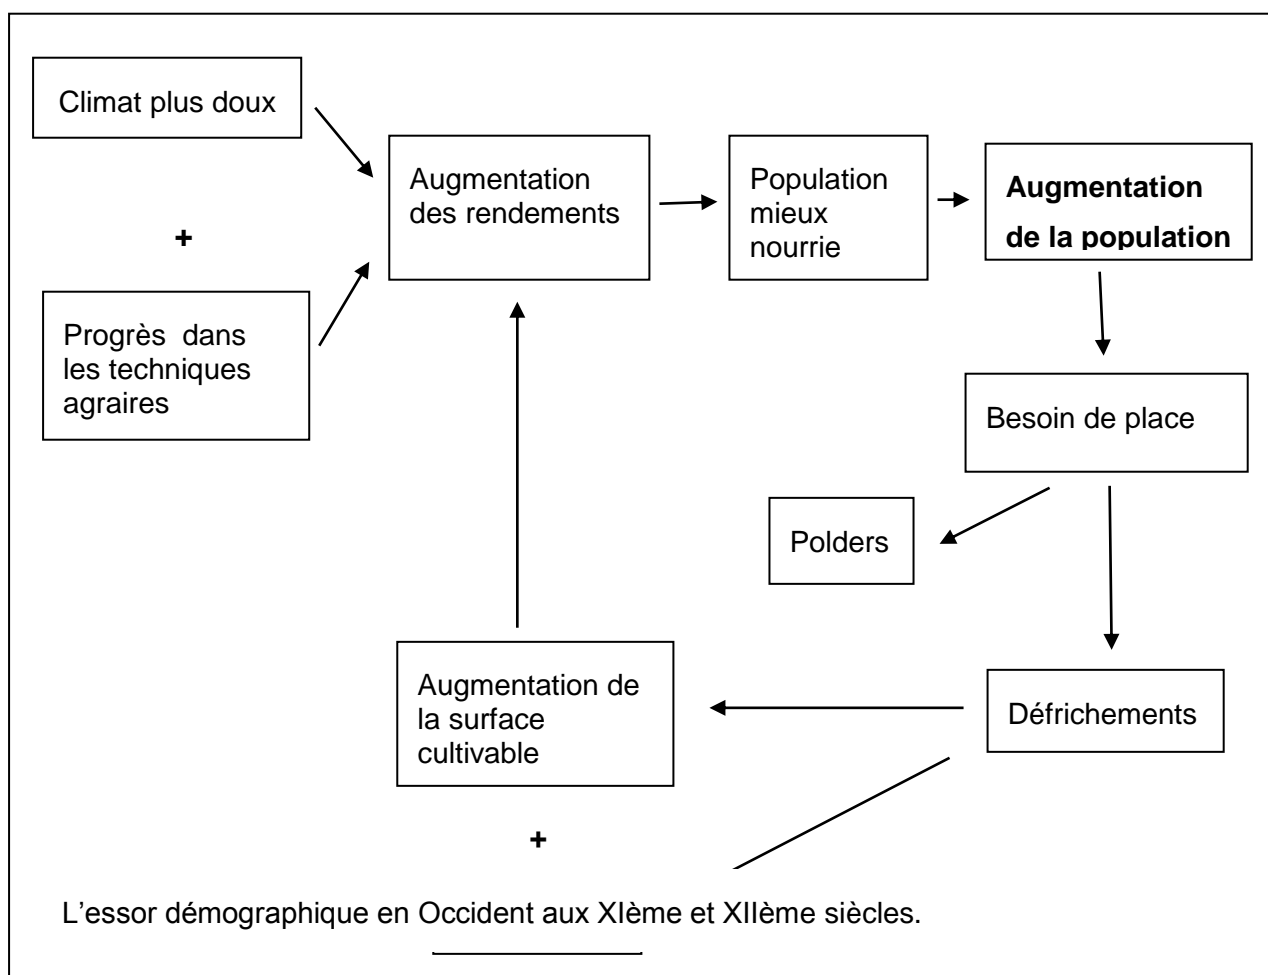 Climat plus doux
+
Progrès dans
les techniques
agraires
Augmentation
des rendements
Population
mieux
nourrie
Augmentation
de la population
Besoin de place
Polders
Défrichements
Augmentation de
la surface
cultivable
+
L'essor démographique en Occident aux XIème et XIIème siècles.